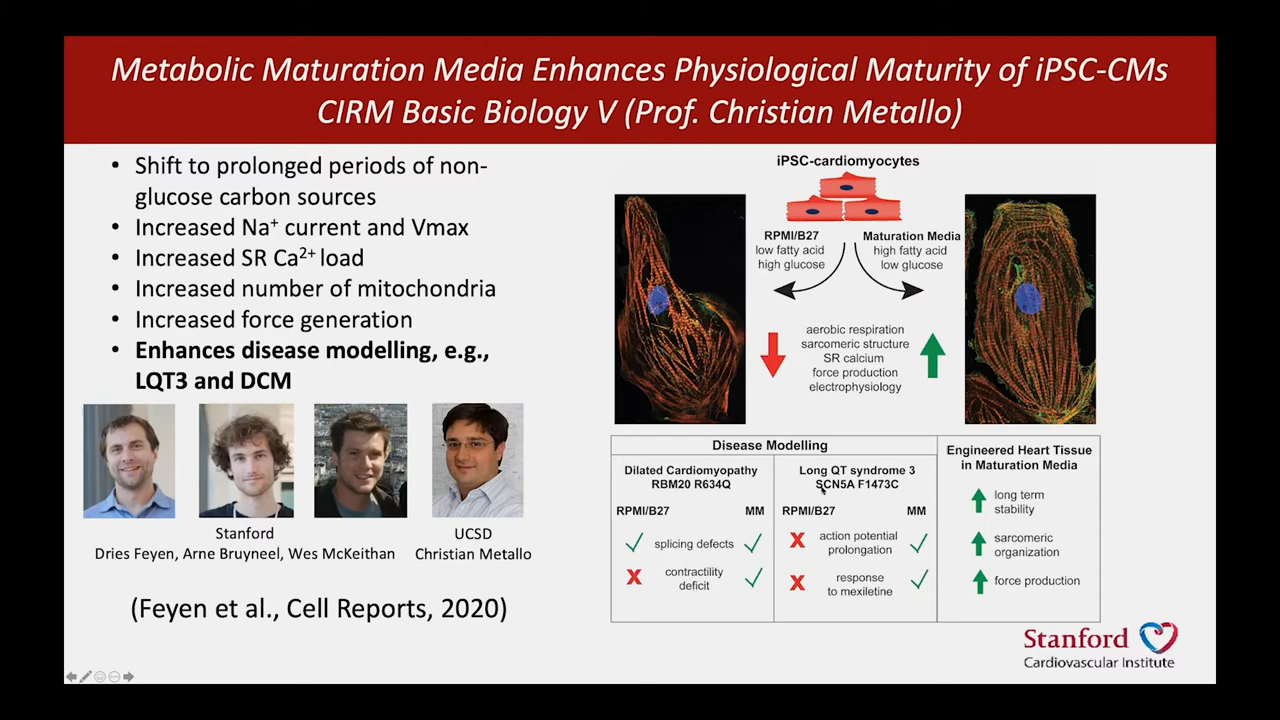 Metabolic Maturation Media Enhances Physiological Maturity of iPSC-CMs
CIRM Basic Biology V (Prof. Christian Metallo)
• Shift to prolonged periods of non-
glucose carbon sources
• Increased Na⁺ current and Vmax
• Increased SR Ca²⁺ load
• Increased number of mitochondria
• Increased force generation
• Enhances disease modelling, e.g.,
LQT3 and DCM
Stanford
Dries Feyen, Arne Bruyneel, Wes McKeithan
UCSD
Christian Metallo
(Feyen et al., Cell Reports, 2020)
iPSC-cardiomyocytes
RPMI/B27
low fatty acid
high glucose
Maturation Media
high fatty acid
low glucose
aerobic respiration
sarcomeric structure
SR calcium
force production
electrophysiology
Disease Modelling
Dilated Cardiomyopathy
RBM20 R634Q
RPMI/B27 MM
splicing defects
contractility
deficit
Long QT syndrome 3
SCN5A F1473C
RPMI/B27 MM
action potential
prolongation
response
to mexiletine
Engineered Heart Tissue
in Maturation Media
long term
stability
sarcomeric
organization
force production
Stanford
Cardiovascular Institute